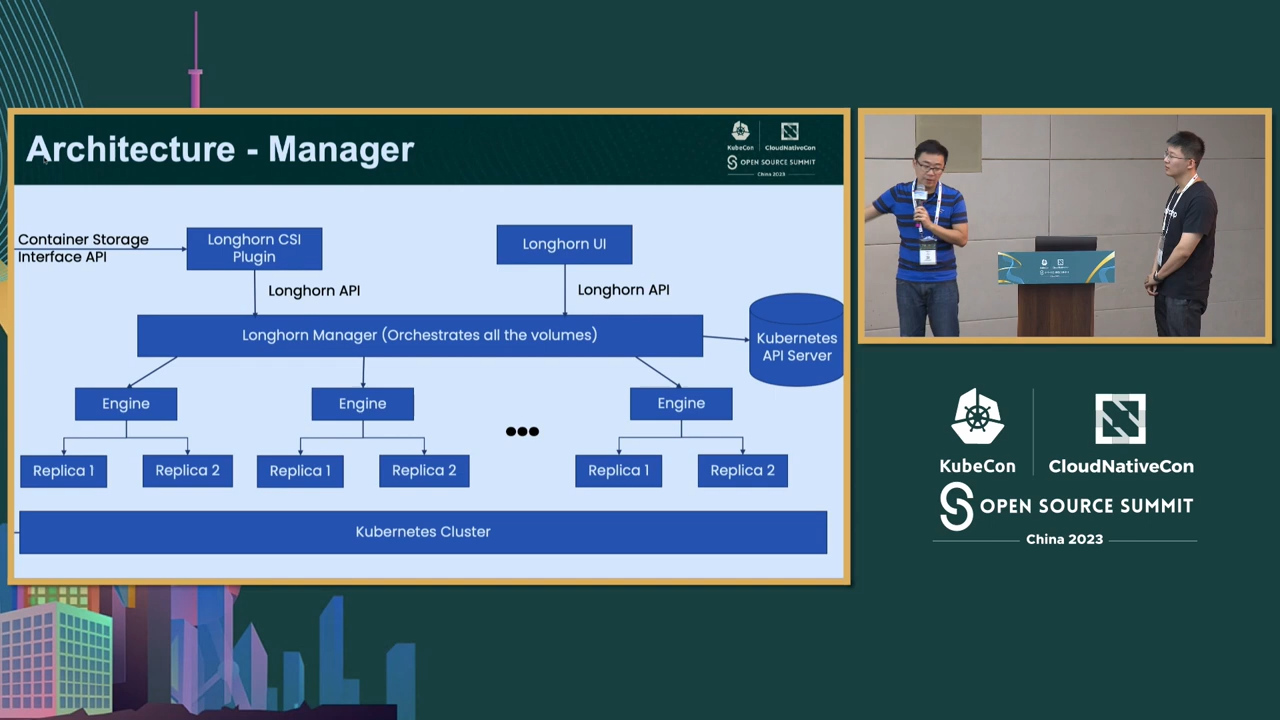 Architecture - Manager
KubeCon
CloudNativeCon
OPEN SOURCE SUMMIT
China 2023
Container Storage
Interface API
Longhorn CSI
Plugin
Longhorn UI
Longhorn API
Longhorn API
Longhorn Manager (Orchestrates all the volumes)
Kubernetes
API Server
Engine
Engine
Engine
Replica 1
Replica 2
Replica 1
Replica 2
Replica 1
Replica 2
Kubernetes Cluster
KubeCon
CloudNativeCon
OPEN SOURCE SUMMIT
China 2023